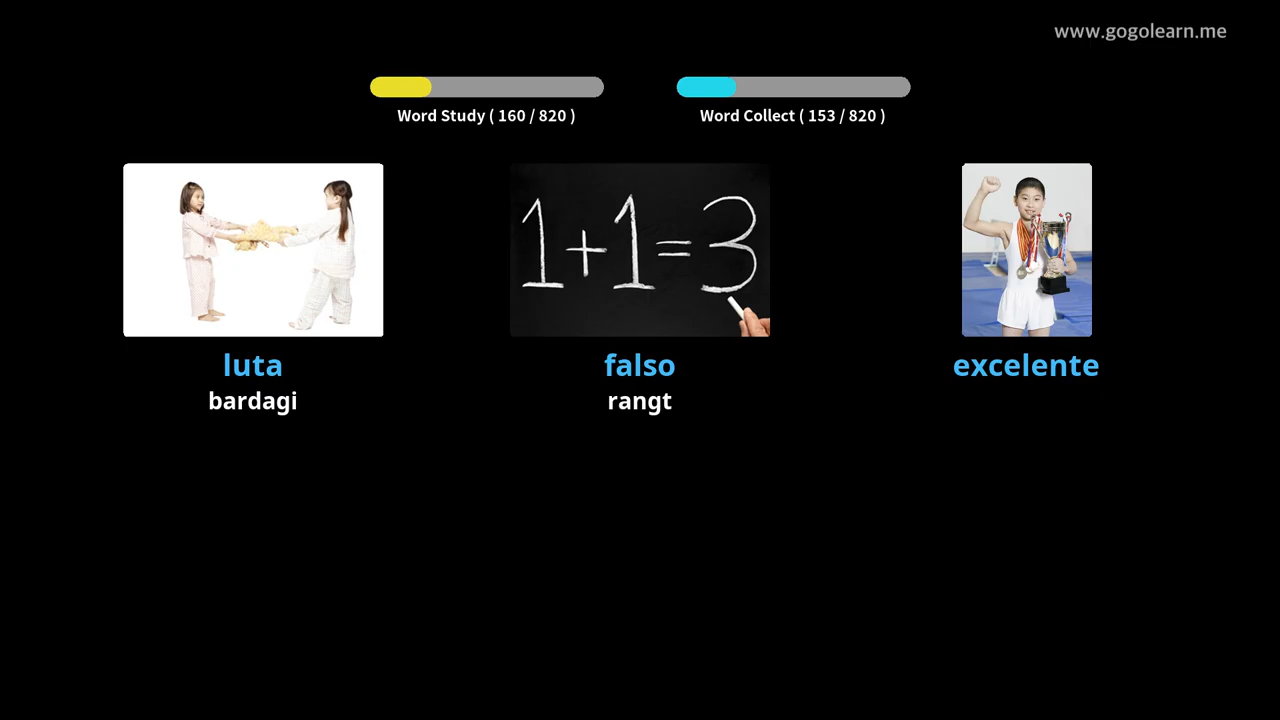 www.gogolearn.me
Word Study ( 160 / 820 )
Word Collect ( 153 / 820 )
1+1=3
luta
falso
excelente
bardagi
rangt